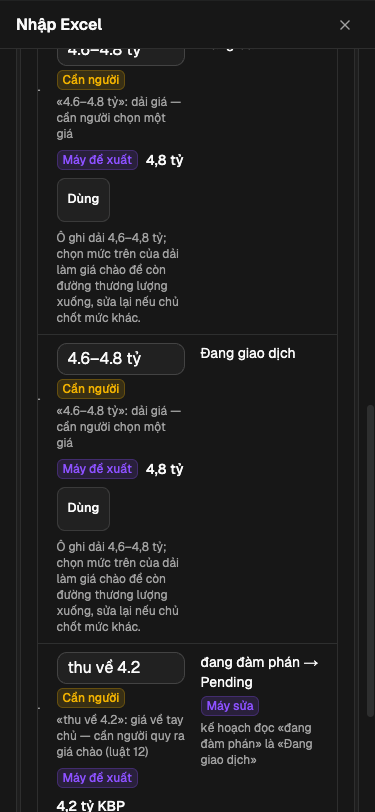 Nhập Excel
4.6–4.8 tỷ
Cần người
«4.6–4.8 tỷ»: dải giá —
cần người chọn một
giá
Máy đề xuất 4,8 tỷ
Dùng
Ô ghi dải 4,6–4,8 tỷ;
chọn mức trên của dải
làm giá chào để còn
đường thương lượng
xuống, sửa lại nếu chủ
chốt mức khác.
4.6–4.8 tỷ
Đang giao dịch
Cần người
«4.6–4.8 tỷ»: dải giá —
cần người chọn một
giá
Máy đề xuất 4,8 tỷ
Dùng
Ô ghi dải 4,6–4,8 tỷ;
chọn mức trên của dải
làm giá chào để còn
đường thương lượng
xuống, sửa lại nếu chủ
chốt mức khác.
thu về 4.2
Cần người
«thu về 4.2»: giá về tay
chủ — cần người quy ra
giá chào (luật 12)
Máy đề xuất
4,2 tỷ KBP
đang đàm phán →
Pending
Máy sửa
kế hoạch đọc «đang
đàm phán» là «Đang
giao dịch»